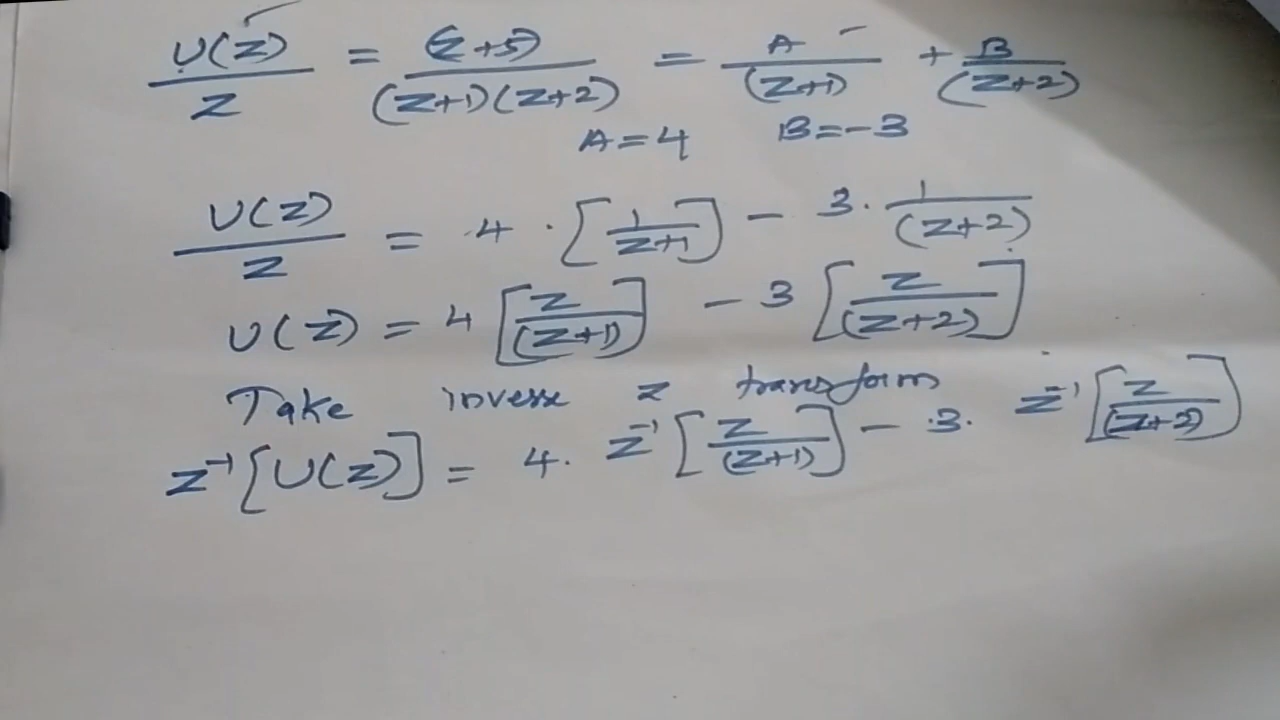 U(z)/z = (z+5)/((z+1)(z+2)) = A/(z+1) + B/(z+2)
A=4 B=-3
U(z)/z = 4 · [1/(z+1)] - 3 · 1/(z+2)
U(z) = 4 [z/(z+1)] - 3 [z/(z+2)]
Take inverse z transform
z⁻¹[U(z)] = 4 · z⁻¹ [z/(z+1)] - 3 · z⁻¹ [z/(z+2)]